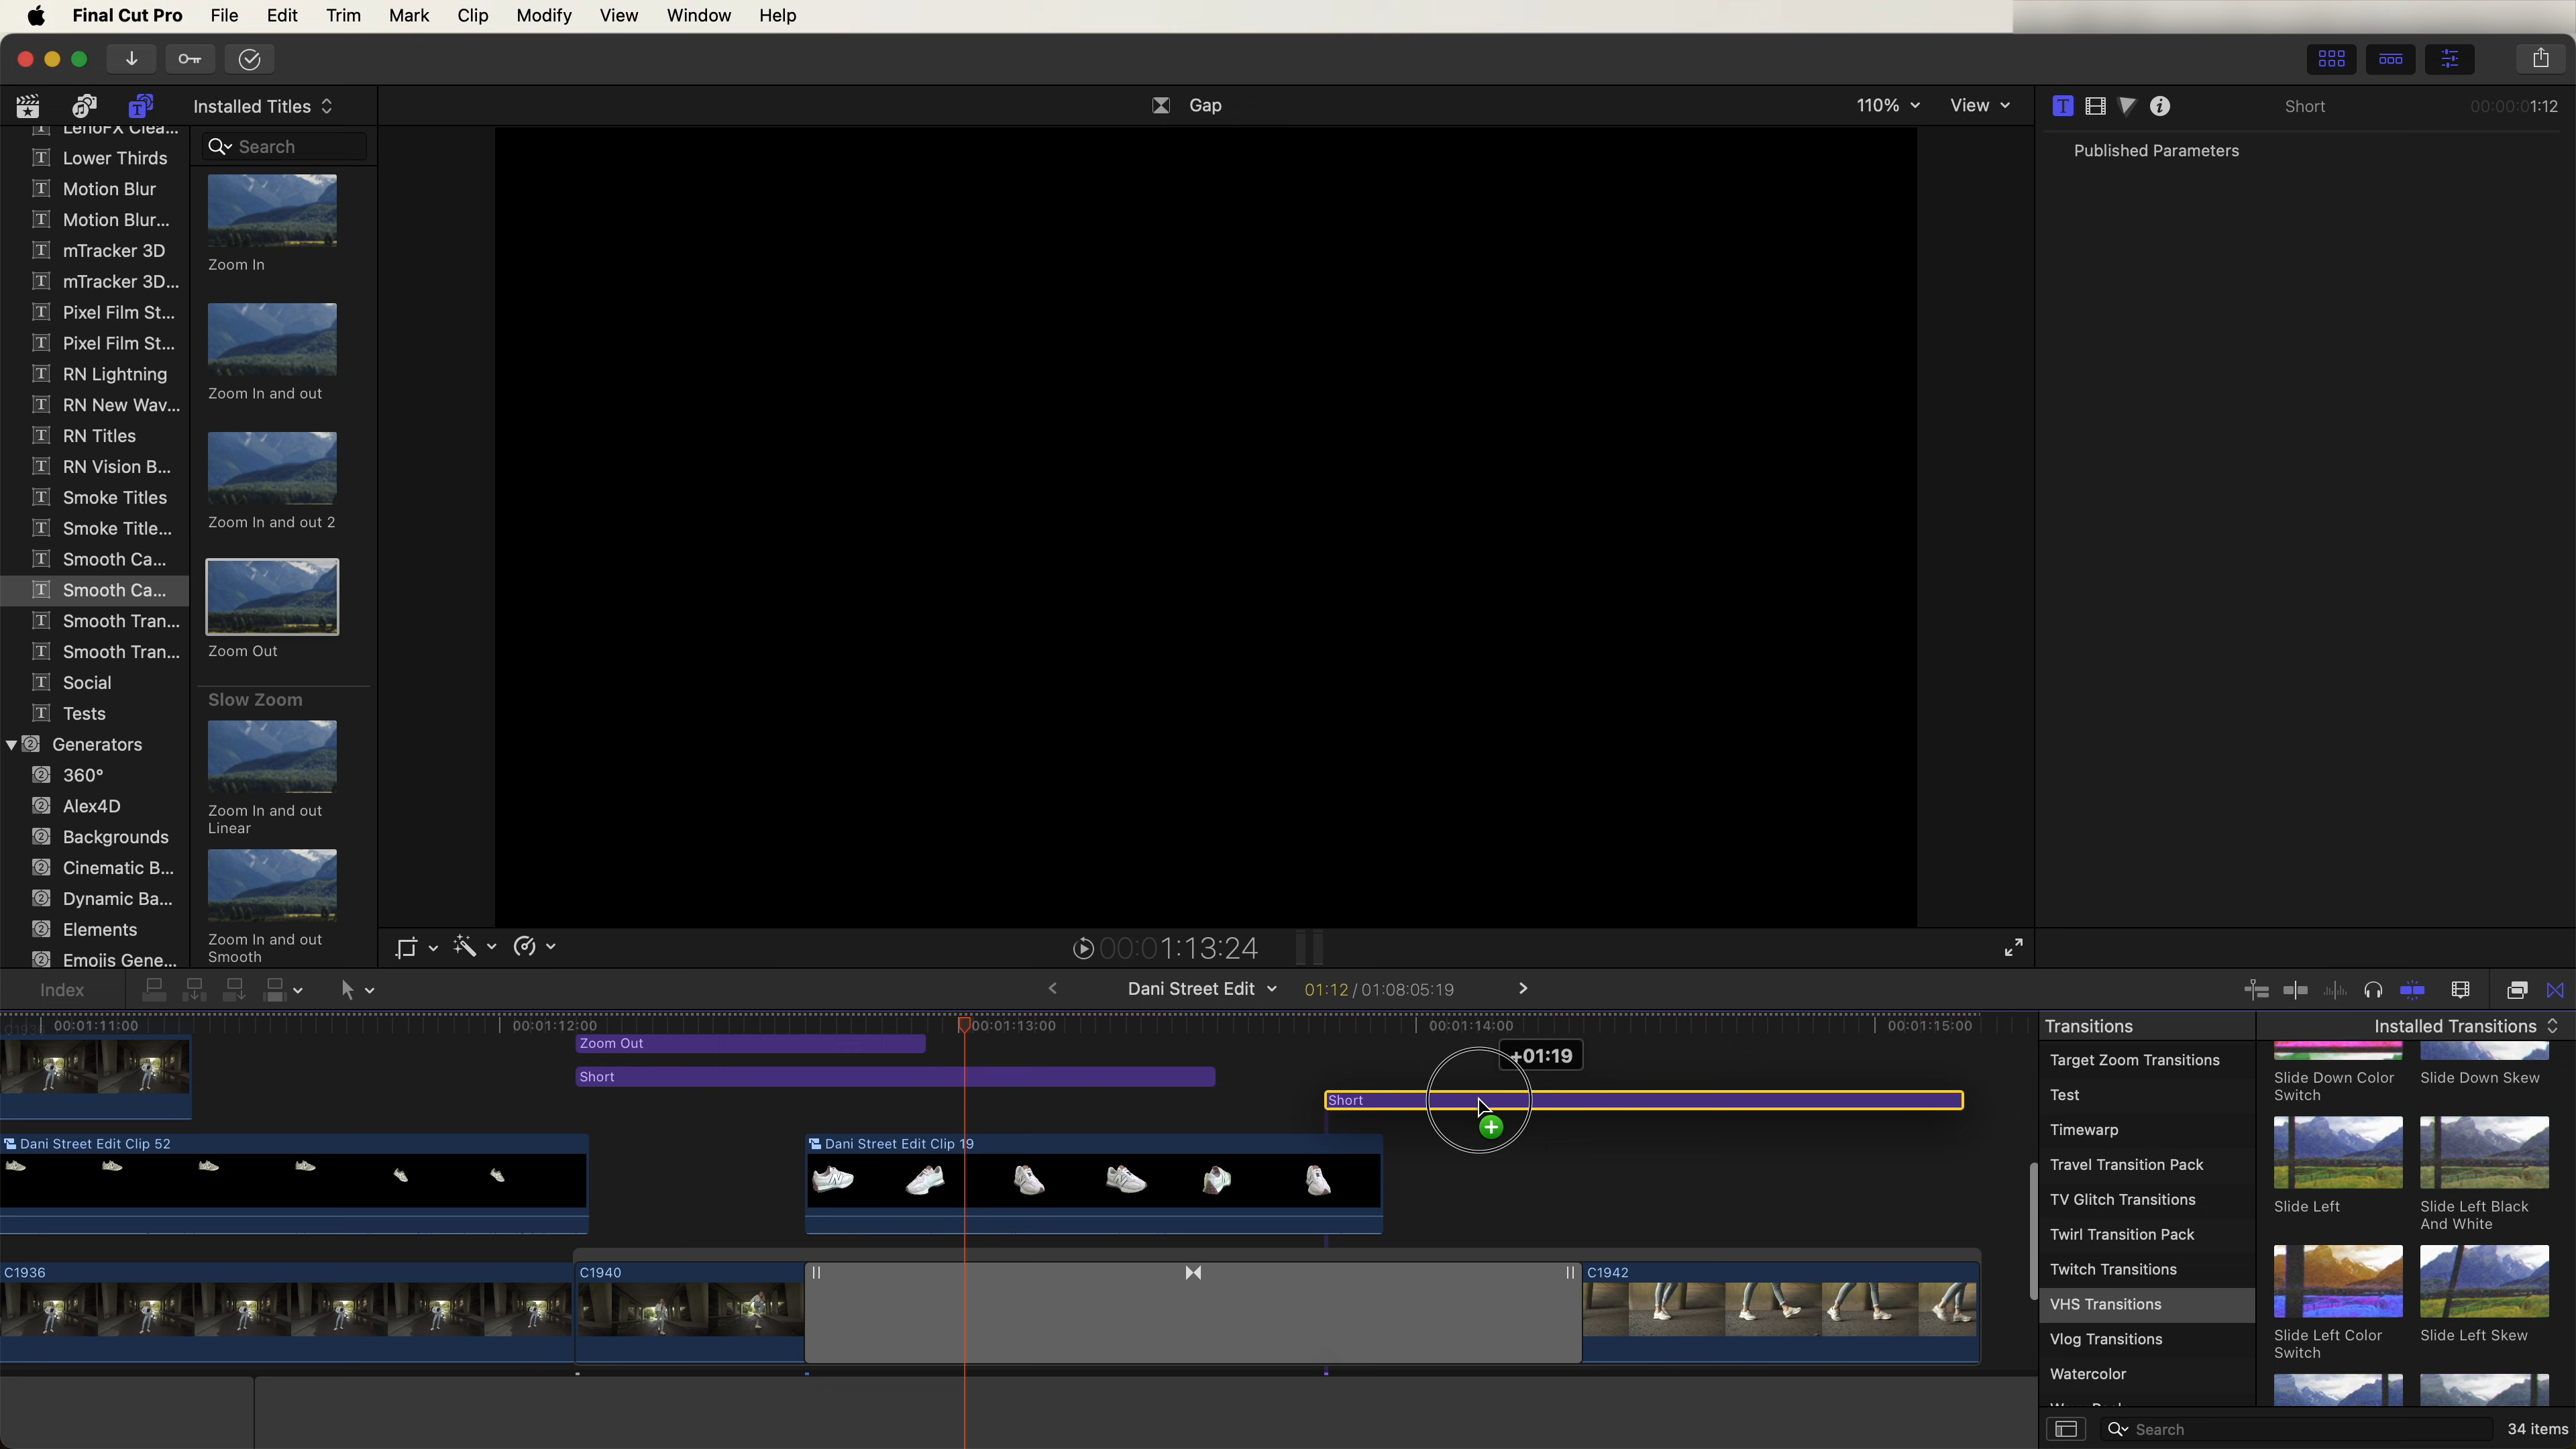 Final Cut Pro File Edit Trim Mark Clip Modify View Window Help
Installed Titles
Gap
110%
View
Short
00:00:01:12
LenoFX Clea...
Lower Thirds
Motion Blur
Motion Blur...
mTracker 3D
mTracker 3D...
Pixel Film St...
Pixel Film St...
RN Lightning
RN New Wav...
RN Titles
RN Vision B...
Smoke Titles
Smoke Title...
Smooth Ca...
Smooth Ca...
Smooth Tran...
Smooth Tran...
Social
Tests
Generators
360°
Alex4D
Backgrounds
Cinematic B...
Dynamic Ba...
Elements
Emojis Gene...
Search
Zoom In
Zoom In and out
Zoom In and out 2
Zoom Out
Slow Zoom
Zoom In and out
Linear
Zoom In and out
Smooth
Published Parameters
00:01:13:24
Index
Dani Street Edit
01:12 / 01:08:05:19
00:01:11:00
00:01:12:00
00:01:13:00
00:01:14:00
00:01:15:00
Zoom Out
Short
+01:19
Short
Dani Street Edit Clip 52
Dani Street Edit Clip 19
C1936
C1940
C1942
Transitions
Installed Transitions
Target Zoom Transitions
Test
Timewarp
Travel Transition Pack
TV Glitch Transitions
Twirl Transition Pack
Twitch Transitions
VHS Transitions
Vlog Transitions
Watercolor
Slide Down Color
Switch
Slide Down Skew
Slide Left
Slide Left Black
And White
Slide Left Color
Switch
Slide Left Skew
Search
34 items